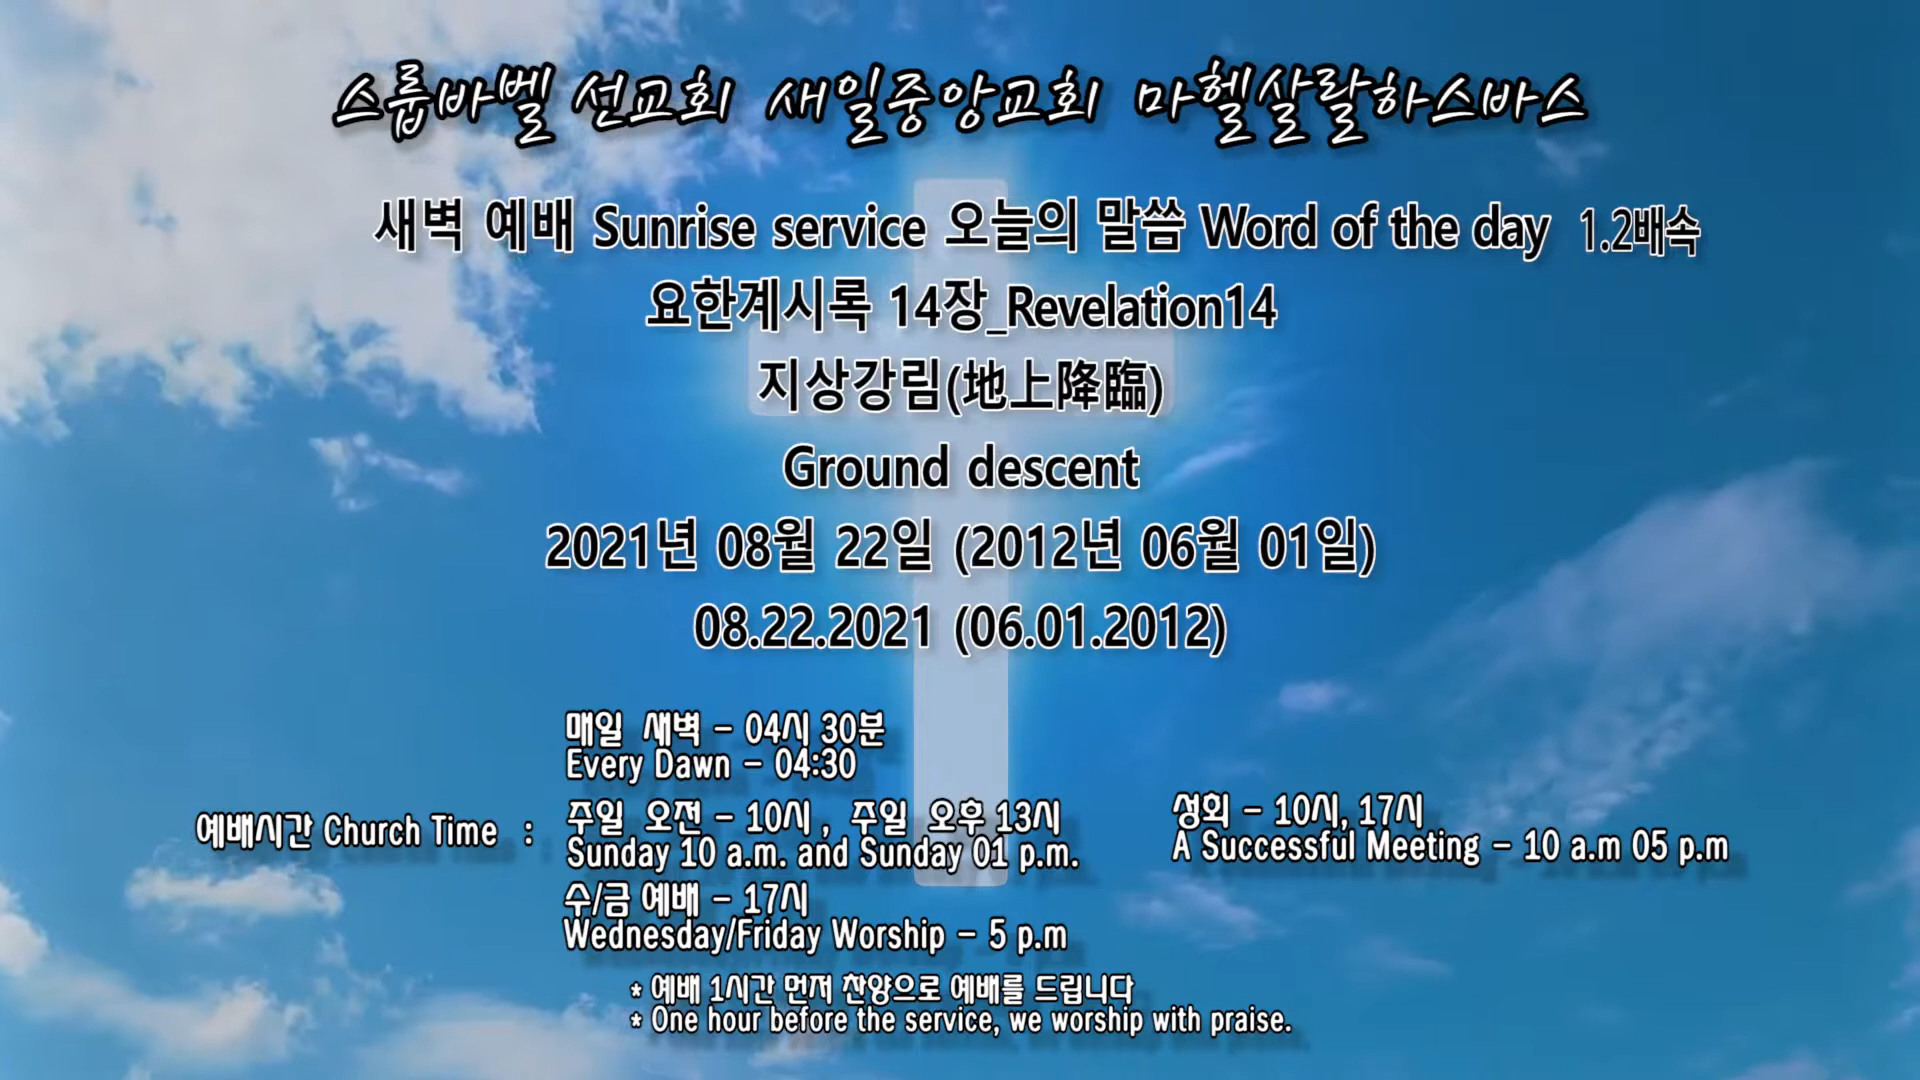 스룹바벨 선교회 새일중앙교회 마헬살랄하스바스
새벽 예배 Sunrise service 오늘의 말씀 Word of the day 1.2배속
요한계시록 14장_Revelation14
지상강림(地上降臨)
Ground descent
2021년 08월 22일 (2012년 06월 01일)
08.22.2021 (06.01.2012)
매일 새벽 - 04시 30분
Every Dawn - 04:30
예배시간 Church Time :
주일 오전 - 10시 , 주일 오후 13시
Sunday 10 a.m. and Sunday 01 p.m.
수/금 예배 - 17시
Wednesday/Friday Worship - 5 p.m
성회 - 10시, 17시
A Successful Meeting - 10 a.m 05 p.m
* 예배 1시간 먼저 찬양으로 예배를 드립니다
* One hour before the service, we worship with praise.